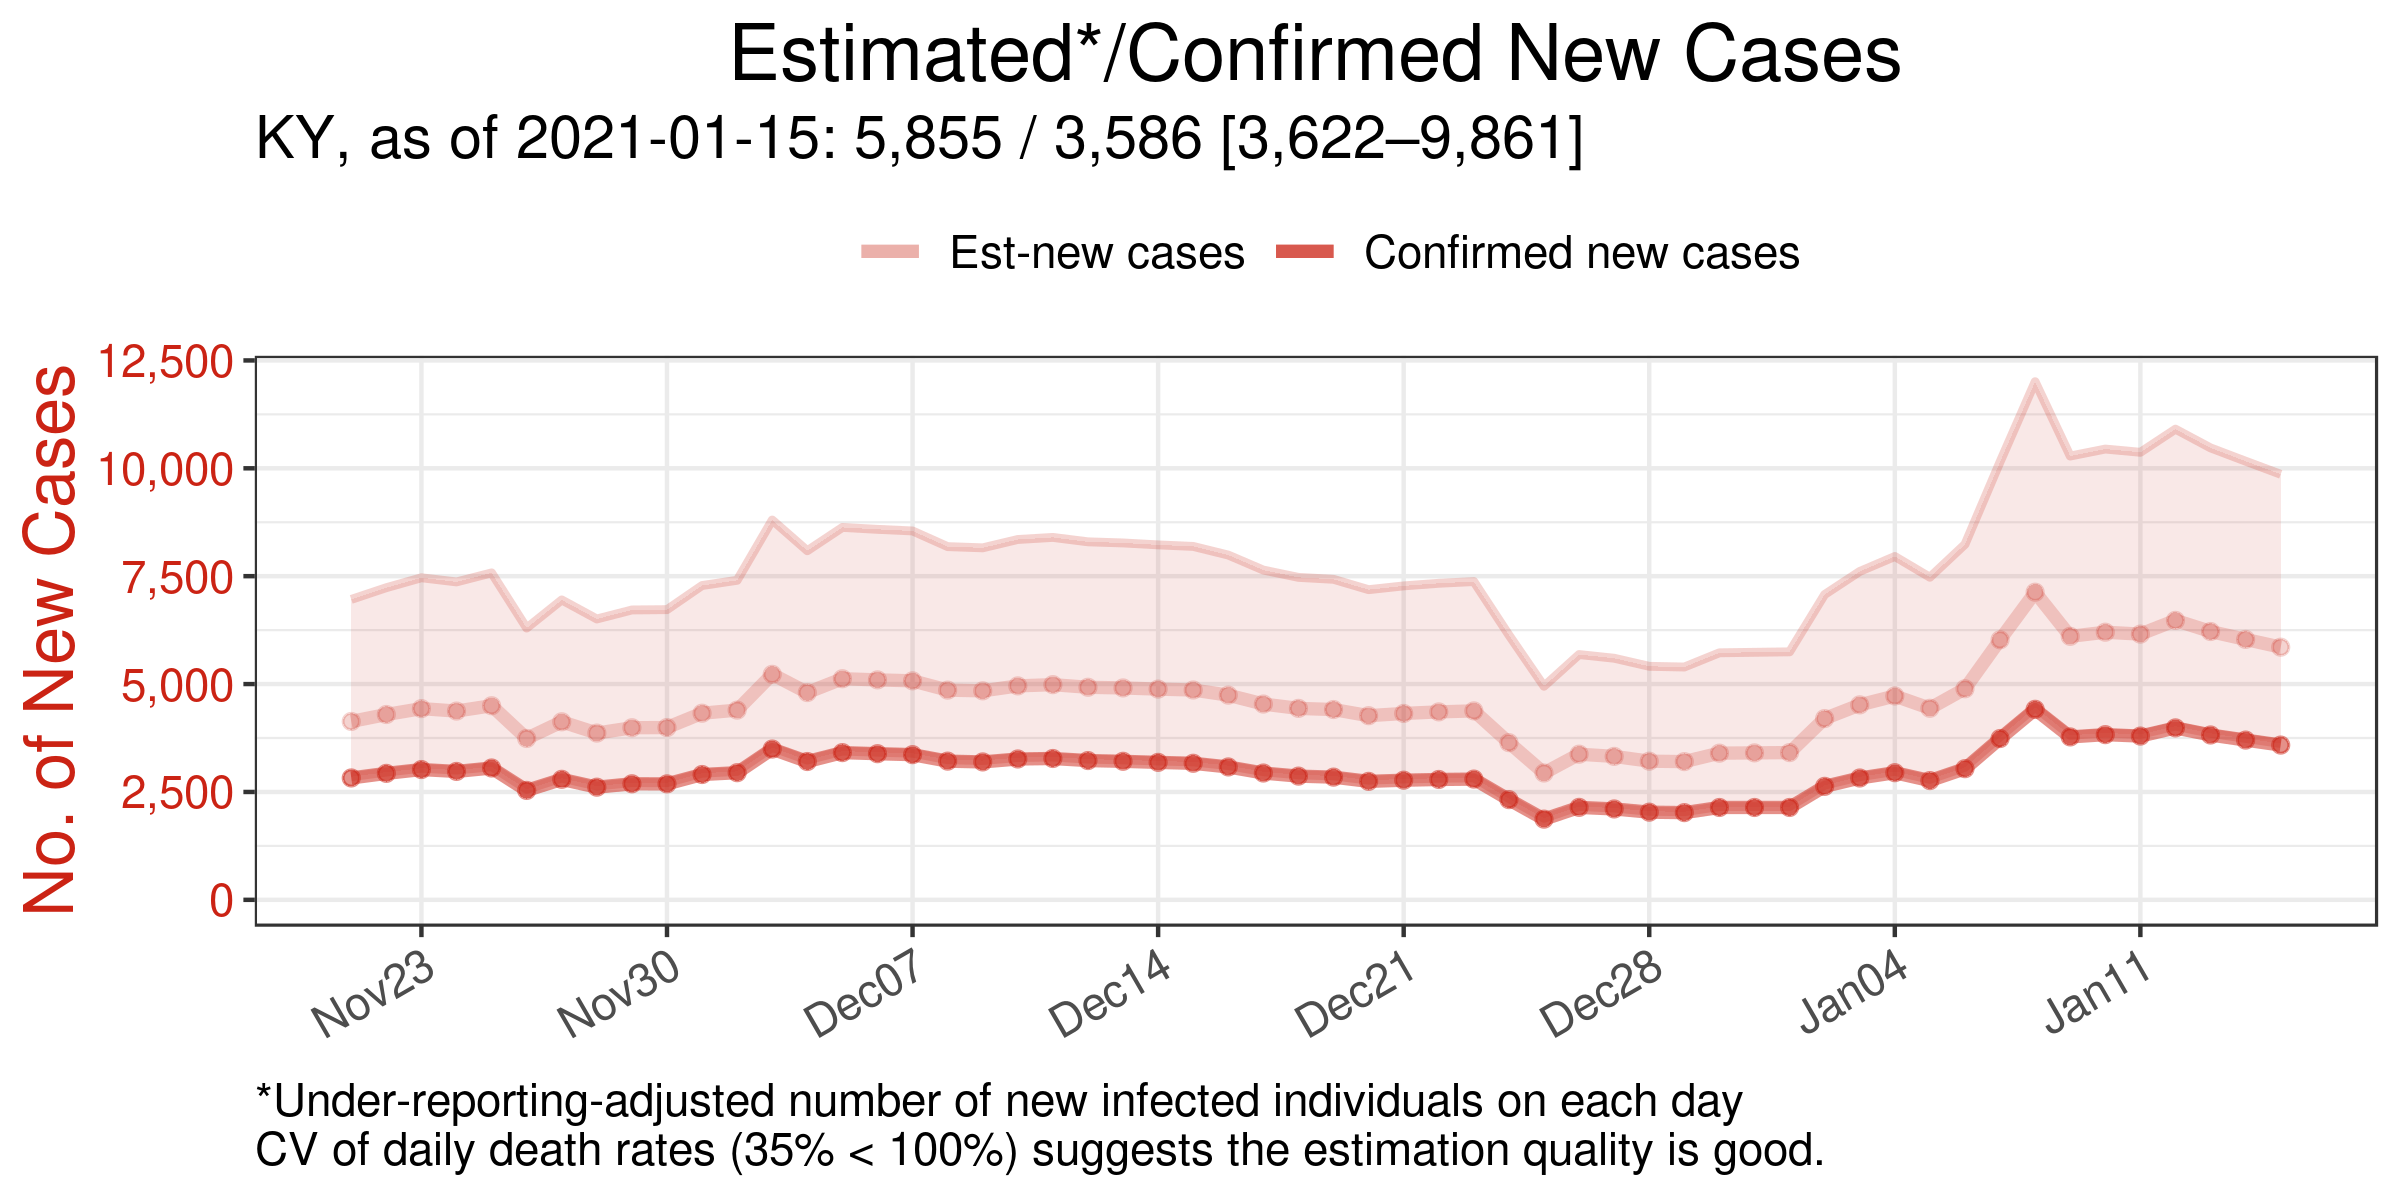 Estimated*/Confirmed New Cases
KY, as of 2021-01-15: 5,855 / 3,586 [3,622–9,861]
Est-new cases
Confirmed new cases
No. of New Cases
12,500
10,000
7,500
5,000
2,500
0
Nov23
Nov30
Dec07
Dec14
Dec21
Dec28
Jan04
Jan11
*Under-reporting-adjusted number of new infected individuals on each day
CV of daily death rates (35% < 100%) suggests the estimation quality is good.